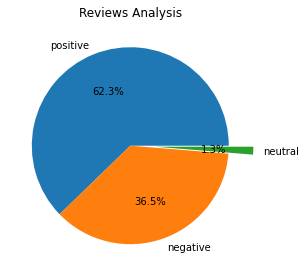 Reviews Analysis
positive
62.3%
1.3%
neutral
36.5%
negative